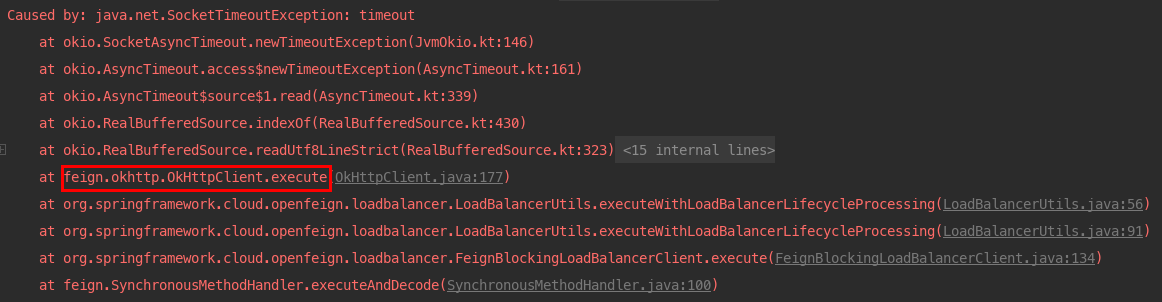 Caused by: java.net.SocketTimeoutException: timeout
at okio.SocketAsyncTimeout.newTimeoutException(JvmOkio.kt:146)
at okio.AsyncTimeout.access$newTimeoutException(AsyncTimeout.kt:161)
at okio.AsyncTimeout$source$1.read(AsyncTimeout.kt:339)
at okio.RealBufferedSource.indexOf(RealBufferedSource.kt:430)
at okio.RealBufferedSource.readUtf8LineStrict(RealBufferedSource.kt:323) <15 internal lines>
at feign.okhttp.OkHttpClient.execute(OkHttpClient.java:177)
at org.springframework.cloud.openfeign.loadbalancer.LoadBalancerUtils.executeWithLoadBalancerLifecycleProcessing(LoadBalancerUtils.java:56)
at org.springframework.cloud.openfeign.loadbalancer.LoadBalancerUtils.executeWithLoadBalancerLifecycleProcessing(LoadBalancerUtils.java:91)
at org.springframework.cloud.openfeign.loadbalancer.FeignBlockingLoadBalancerClient.execute(FeignBlockingLoadBalancerClient.java:134)
at feign.SynchronousMethodHandler.executeAndDecode(SynchronousMethodHandler.java:100)